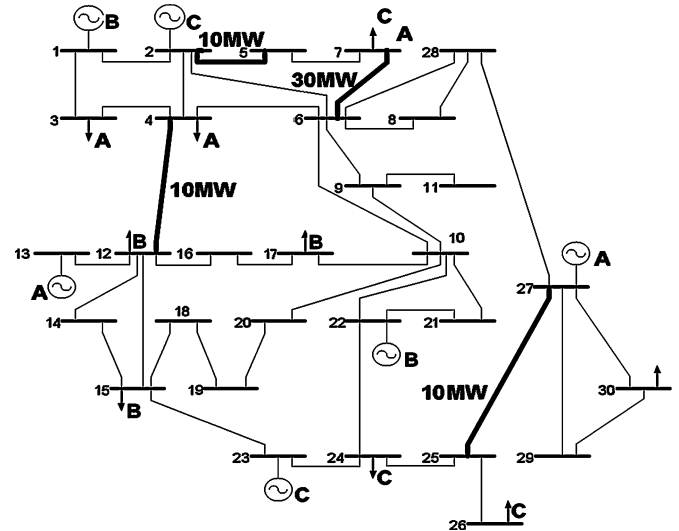 B C C A
1 2 10MW 5 7 28
30MW
3 A 4 A 6 8
10MW 9 11
13 12 B 16 17 B 10
A A
27
14 18 20 22 21
B
15 B 19 10MW 30
23 24 25 29
C C
26 C